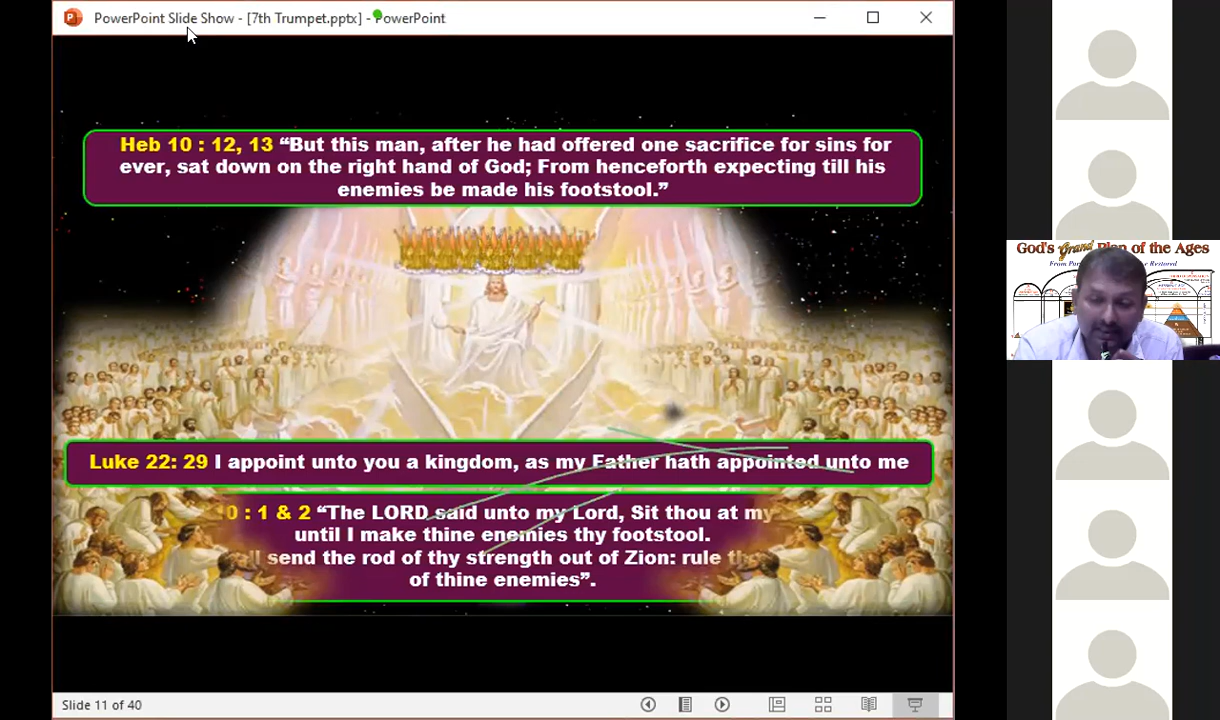 PowerPoint Slide Show - [7th Trumpet.pptx] - PowerPoint
Heb 10 : 12, 13 “But this man, after he had offered one sacrifice for sins for
ever, sat down on the right hand of God; From henceforth expecting till his
enemies be made his footstool.”
God's Grand Plan of the Ages
Luke 22: 29 I appoint unto you a kingdom, as my Father hath appointed unto me
0 : 1 & 2 “The LORD said unto my Lord, Sit thou at my
until I make thine enemies thy footstool.
send the rod of thy strength out of Zion: rule
of thine enemies”.
Slide 11 of 40